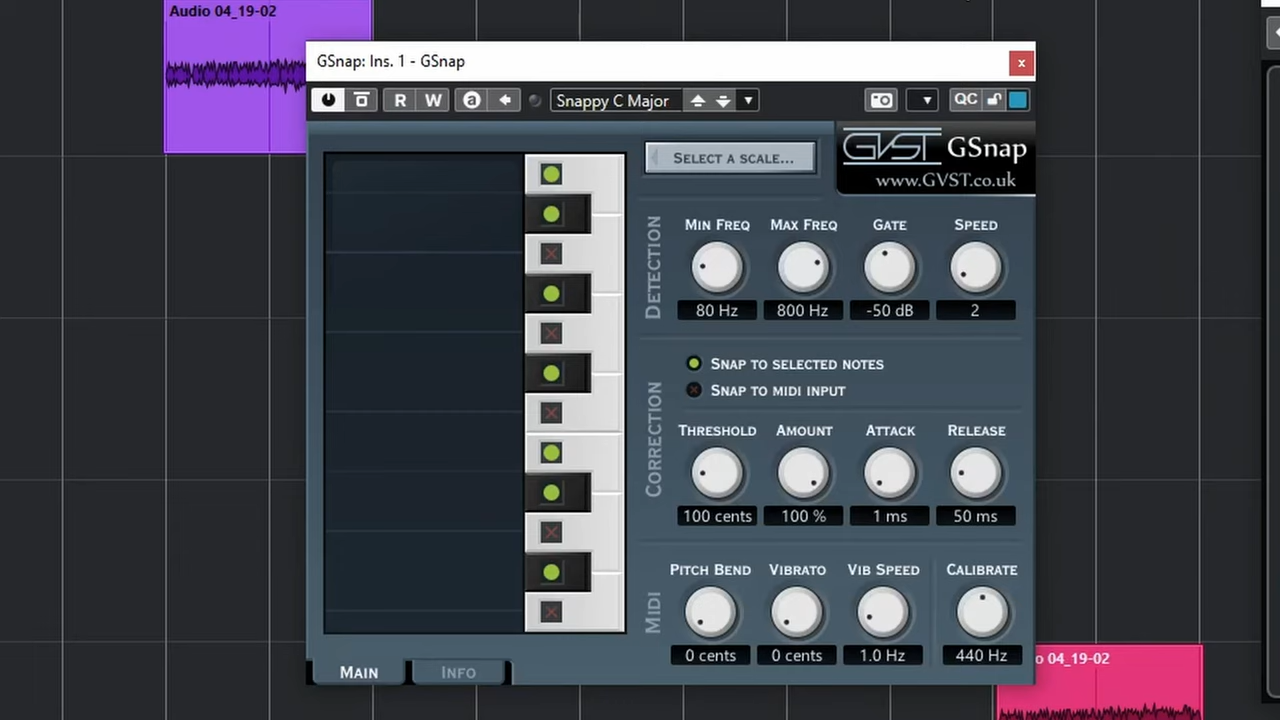 Audio 04_19-02
GSnap: Ins. 1 - GSnap
x
R W a Snappy C Major QC
SELECT A SCALE...
GVST GSnap
www.GVST.co.uk
DETECTION
MIN FREQ MAX FREQ GATE SPEED
80 Hz 800 Hz -50 dB 2
CORRECTION
SNAP TO SELECTED NOTES
SNAP TO MIDI INPUT
THRESHOLD AMOUNT ATTACK RELEASE
100 cents 100 % 1 ms 50 ms
MIDI
PITCH BEND VIBRATO VIB SPEED CALIBRATE
0 cents 0 cents 1.0 Hz 440 Hz
MAIN INFO
o 04_19-02